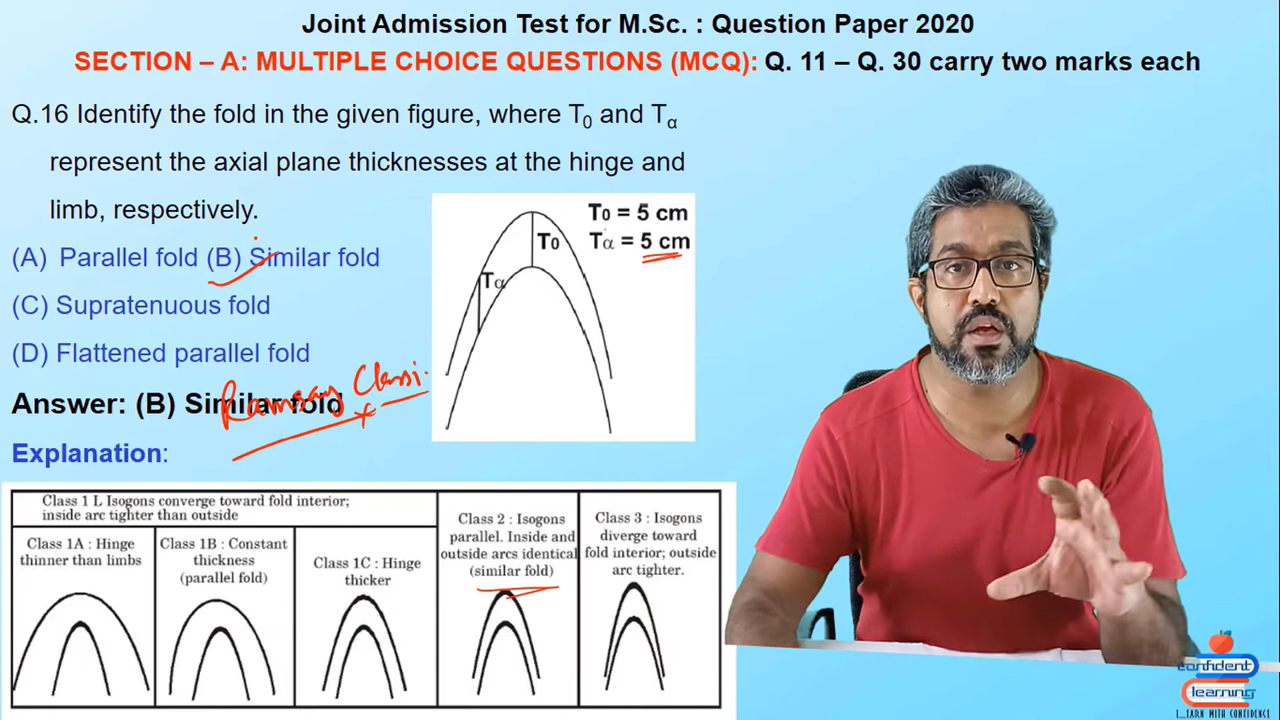 Joint Admission Test for M.Sc. : Question Paper 2020
SECTION – A: MULTIPLE CHOICE QUESTIONS (MCQ): Q. 11 – Q. 30 carry two marks each
Q.16 Identify the fold in the given figure, where T₀ and Tα
represent the axial plane thicknesses at the hinge and
limb, respectively.
(A) Parallel fold (B) Similar fold
(C) Supratenuous fold
(D) Flattened parallel fold
Answer: (B) Similar fold
Ramsay Classi.
Explanation:
T₀ = 5 cm
Tα = 5 cm
T₀
Tα
Class 1 L Isogons converge toward fold interior;
inside arc tighter than outside
Class 1A : Hinge
thinner than limbs
Class 1B : Constant
thickness
(parallel fold)
Class 1C : Hinge
thicker
Class 2 : Isogons
parallel. Inside and
outside arcs identical
(similar fold)
Class 3 : Isogons
diverge toward
fold interior; outside
arc tighter.
confident
learning
LEARN WITH CONFIDENCE